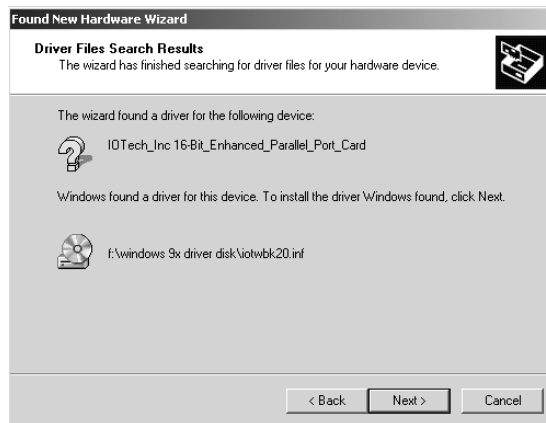 Found New Hardware Wizard
Driver Files Search Results
The wizard has finished searching for driver files for your hardware device.
The wizard found a driver for the following device:
IOTech_Inc 16-Bit_Enhanced_Parallel_Port_Card
Windows found a driver for this device. To install the driver Windows found, click Next.
f:\windows 9x driver disk\iotwbk20.inf
< Back Next > Cancel